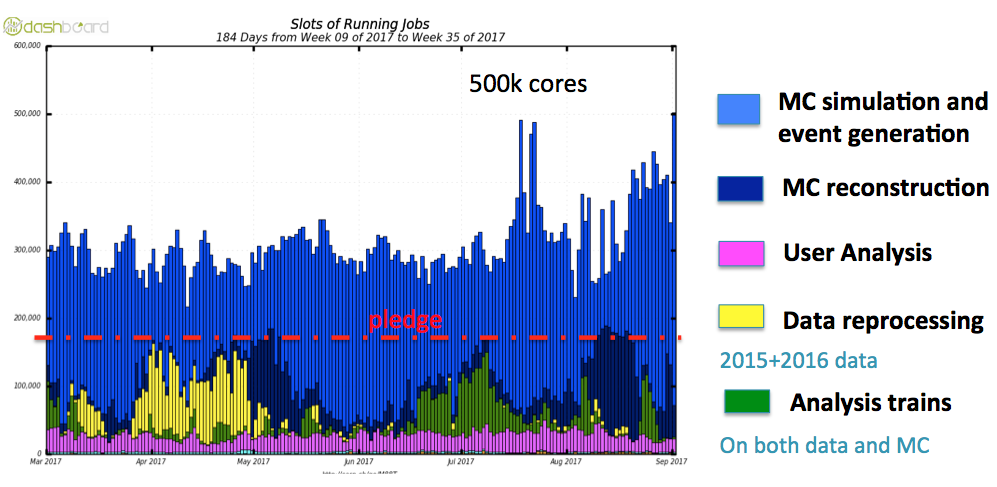 dashboard
Slots of Running Jobs
184 Days from Week 09 of 2017 to Week 35 of 2017
600,000
500,000
400,000
300,000
200,000
100,000
0
500k cores
pledge
Mar 2017 Apr 2017 May 2017 Jun 2017 Jul 2017 Aug 2017 Sep 2017
MC simulation and
event generation
MC reconstruction
User Analysis
Data reprocessing
2015+2016 data
Analysis trains
On both data and MC